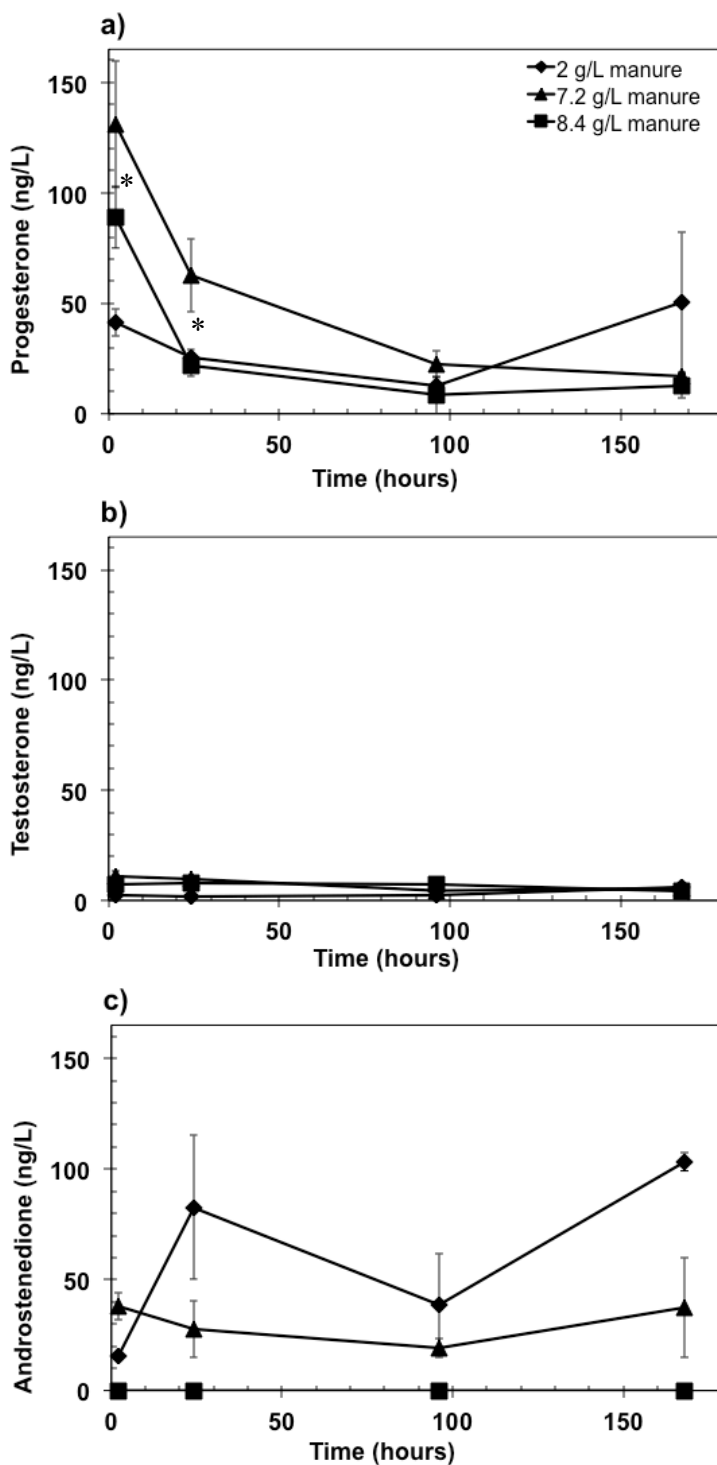 a)
Progesterone (ng/L)
150
100
50
0
2 g/L manure
7.2 g/L manure
8.4 g/L manure
*
*
0 50 100 150
Time (hours)
b)
Testosterone (ng/L)
150
100
50
0
0 50 100 150
Time (hours)
c)
Androstenedione (ng/L)
150
100
50
0
0 50 100 150
Time (hours)